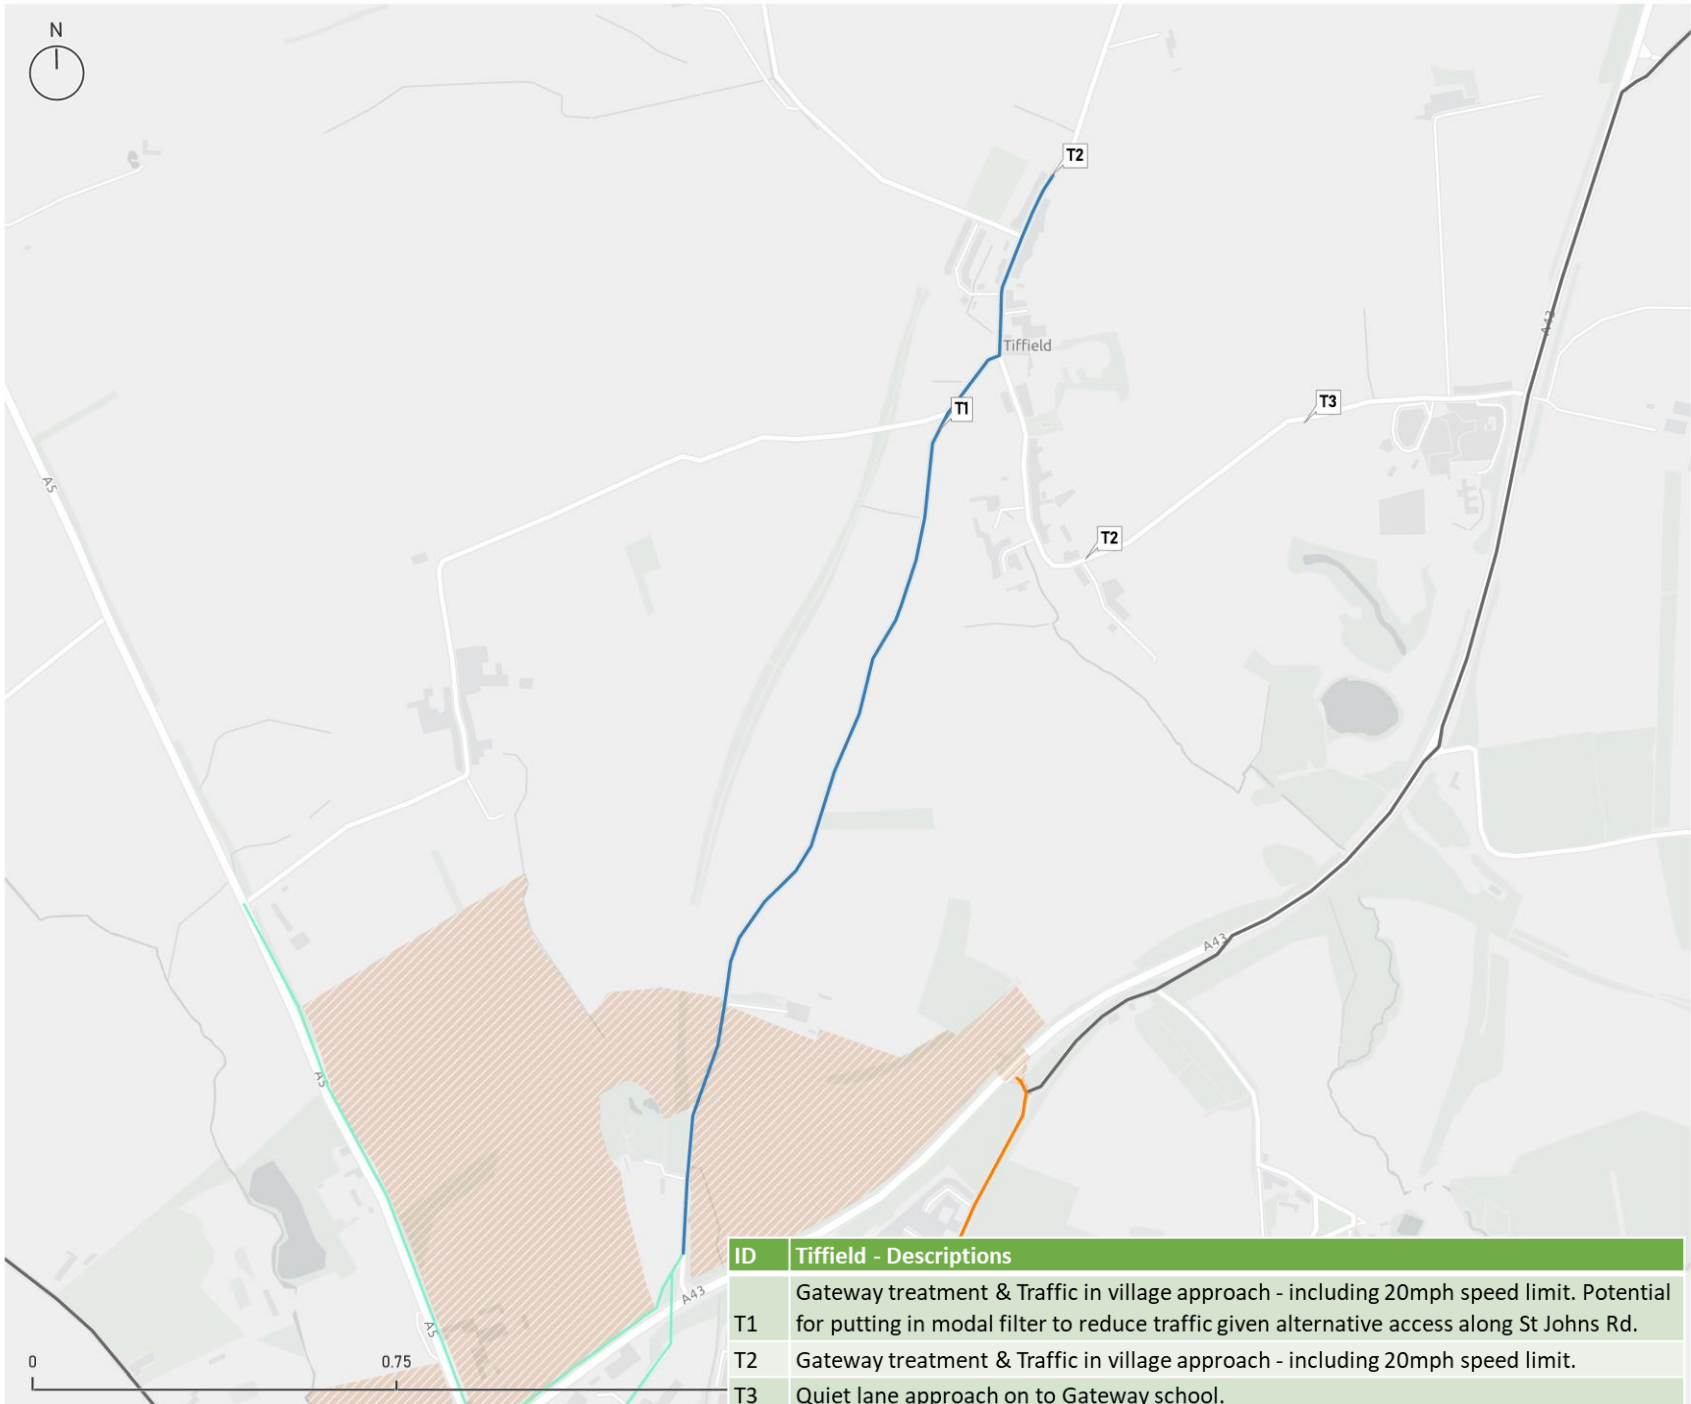 N
T2
Tiffield
T1
T3
A43
A5
T2
A43
A5
A43
A5
0
0.75
ID Tiffield - Descriptions
Gateway treatment & Traffic in village approach - including 20mph speed limit. Potential
T1 for putting in modal filter to reduce traffic given alternative access along St Johns Rd.
T2 Gateway treatment & Traffic in village approach - including 20mph speed limit.
T3 Quiet lane approach on to Gateway school.